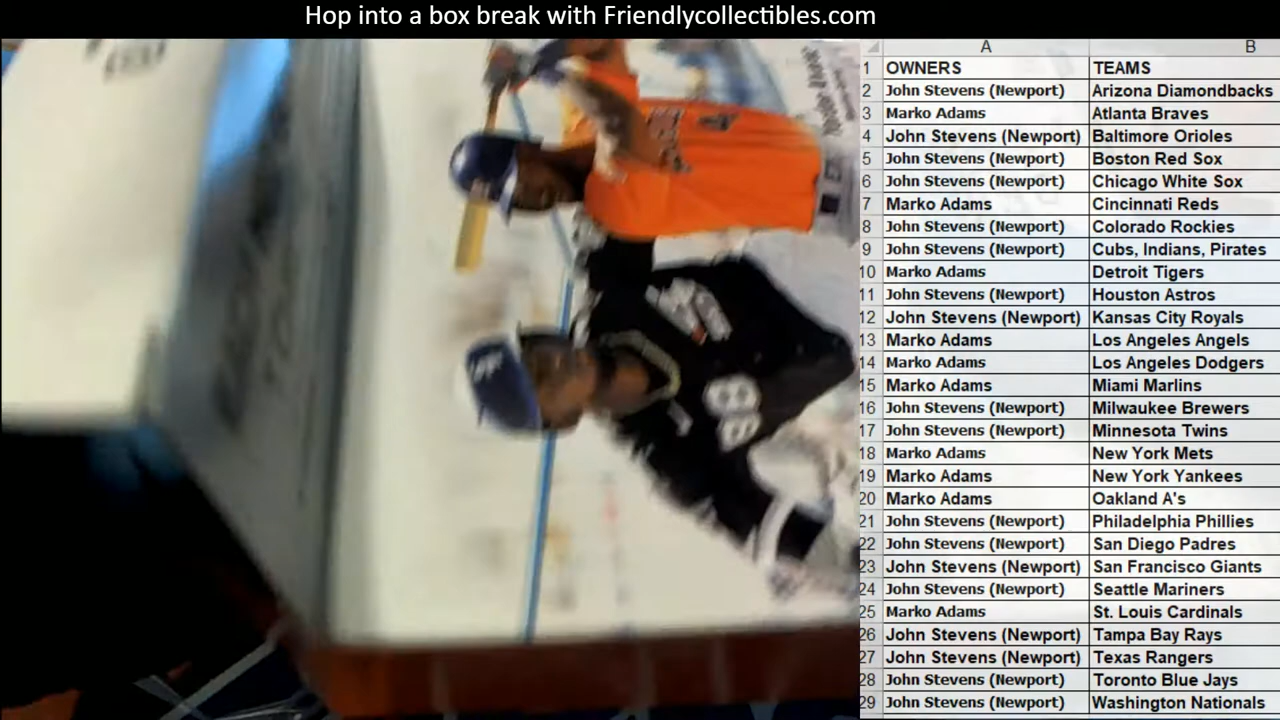 Hop into a box break with Friendlycollectibles.com
A B
1 OWNERS TEAMS
2 John Stevens (Newport) Arizona Diamondbacks
3 Marko Adams Atlanta Braves
4 John Stevens (Newport) Baltimore Orioles
5 John Stevens (Newport) Boston Red Sox
6 John Stevens (Newport) Chicago White Sox
7 Marko Adams Cincinnati Reds
8 John Stevens (Newport) Colorado Rockies
9 John Stevens (Newport) Cubs, Indians, Pirates
10 Marko Adams Detroit Tigers
11 John Stevens (Newport) Houston Astros
12 John Stevens (Newport) Kansas City Royals
13 Marko Adams Los Angeles Angels
14 Marko Adams Los Angeles Dodgers
15 Marko Adams Miami Marlins
16 John Stevens (Newport) Milwaukee Brewers
17 John Stevens (Newport) Minnesota Twins
18 Marko Adams New York Mets
19 Marko Adams New York Yankees
20 Marko Adams Oakland A's
21 John Stevens (Newport) Philadelphia Phillies
22 John Stevens (Newport) San Diego Padres
23 John Stevens (Newport) San Francisco Giants
24 John Stevens (Newport) Seattle Mariners
25 Marko Adams St. Louis Cardinals
26 John Stevens (Newport) Tampa Bay Rays
27 John Stevens (Newport) Texas Rangers
28 John Stevens (Newport) Toronto Blue Jays
29 John Stevens (Newport) Washington Nationals
4
88